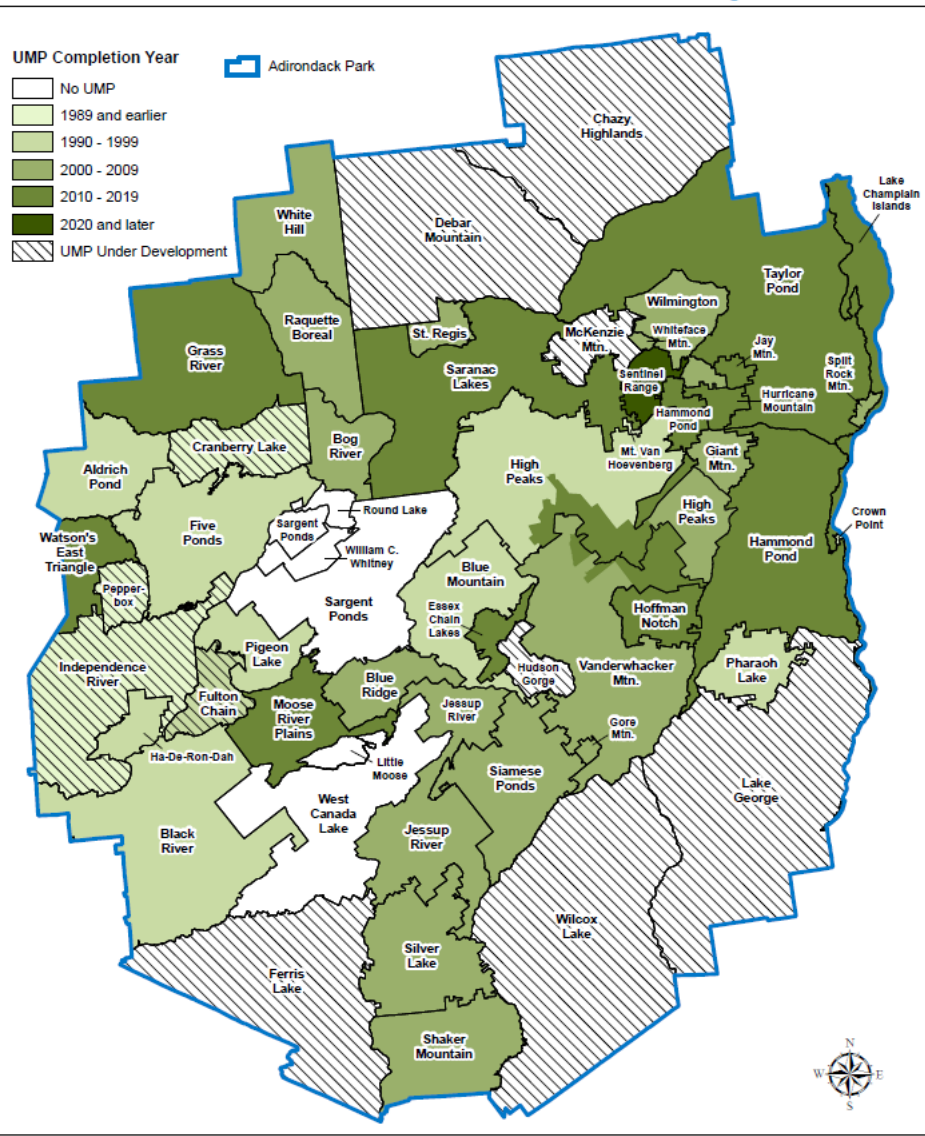 UMP Completion Year
Adirondack Park
No UMP
1989 and earlier
1990 - 1999
2000 - 2009
2010 - 2019
2020 and later
UMP Under Development
Chazy
Highlands
Lake
Champlain
Islands
White
Hill
Debar
Mountain
Taylor
Pond
Wilmington
Raquette
Boreal
St. Regis
McKenzie
Mtn.
Whiteface
Mtn.
Jay
Mtn.
Grass
River
Saranac
Lakes
Sentinel
Range
Split
Rock
Mtn.
Hurricane
Mountain
Hammond
Pond
Cranberry Lake
Bog
River
Mt. Van
Hoevenberg
Giant
Mtn.
Aldrich
Pond
High
Peaks
High
Peaks
Round Lake
Crown
Point
Five
Ponds
Sargent
Ponds
Watson's
East
Triangle
Hammond
Pond
William C.
Whitney
Blue
Mountain
Pepper-
box
Sargent
Ponds
Essex
Chain
Lakes
Hoffman
Notch
Pigeon
Lake
Independence
River
Hudson
Gorge
Vanderwhacker
Mtn.
Pharaoh
Lake
Blue
Ridge
Fulton
Chain
Moose
River
Plains
Jessup
River
Gore
Mtn.
Ha-De-Ron-Dah
Little
Moose
Siamese
Ponds
Lake
George
West
Canada
Lake
Black
River
Jessup
River
Wilcox
Lake
Silver
Lake
Ferris
Lake
Shaker
Mountain
N
W
E
S